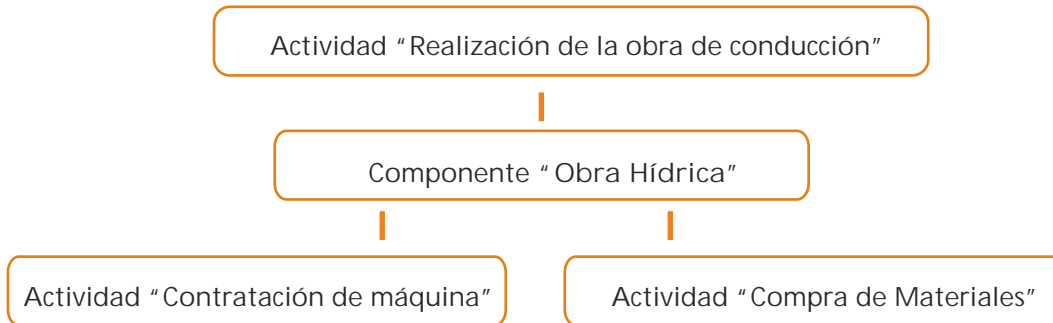 Actividad “Realización de la obra de conducción”
Componente “Obra Hídrica”
Actividad “Contratación de máquina”
Actividad “Compra de Materiales”